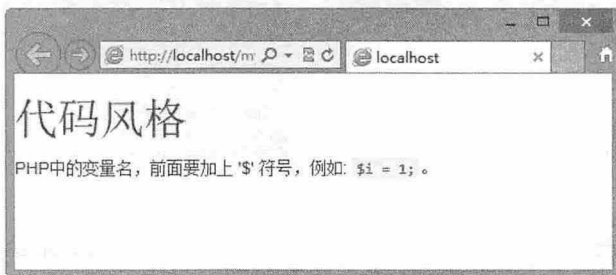 http://localhost/m
localhost
代码风格
PHP中的变量名，前面要加上 '$' 符号，例如: $i = 1; 。